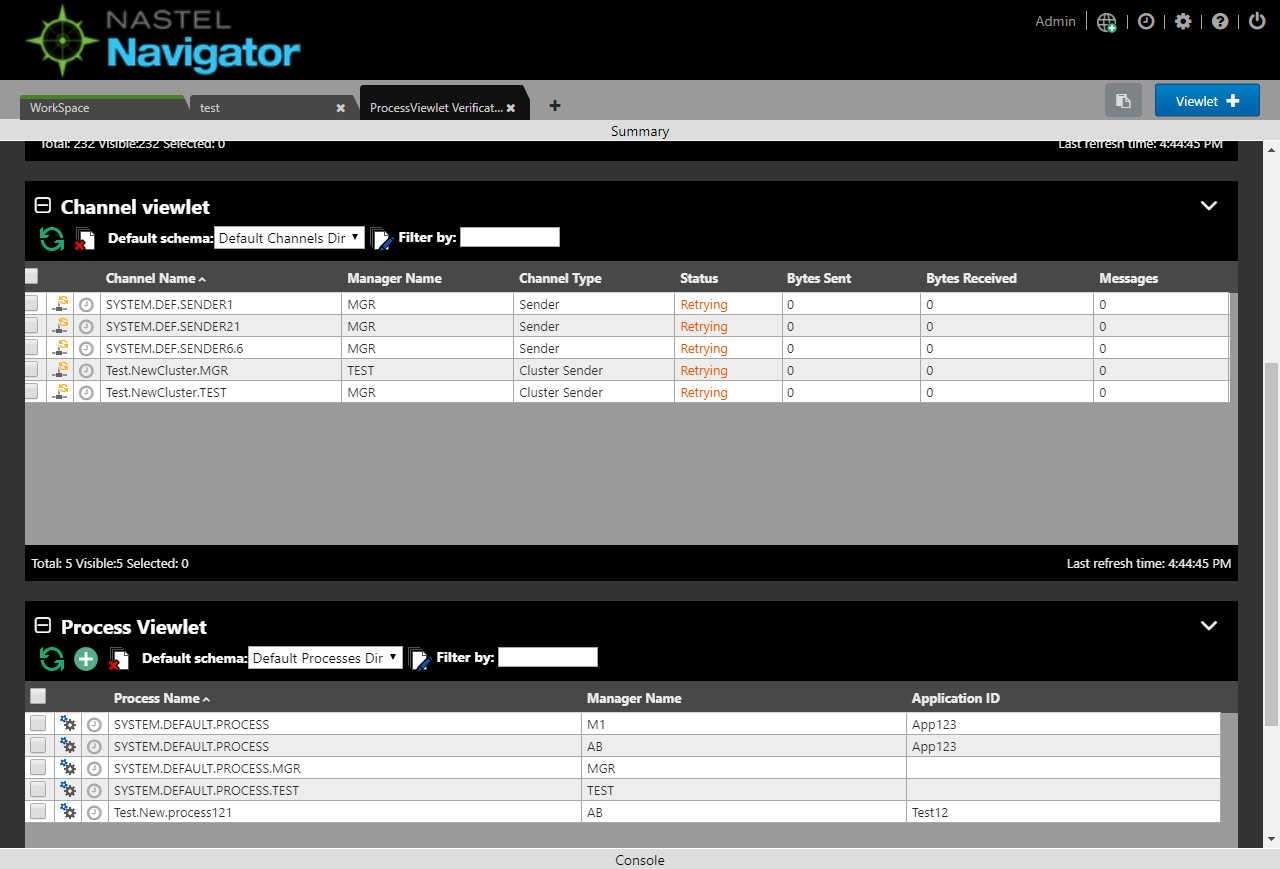 NASTEL
Navigator
Admin
WorkSpace test ProcessViewlet Verificat...
Viewlet
Summary
Total: 232 Visible:232 Selected: 0 Last refresh time: 4:44:45 PM
Channel viewlet
Default schema: Default Channels Dir Filter by:
Channel Name Manager Name Channel Type Status Bytes Sent Bytes Received Messages
SYSTEM.DEF.SENDER1 MGR Sender Retrying 0 0 0
SYSTEM.DEF.SENDER21 MGR Sender Retrying 0 0 0
SYSTEM.DEF.SENDER6.6 MGR Sender Retrying 0 0 0
Test.NewCluster.MGR TEST Cluster Sender Retrying 0 0 0
Test.NewCluster.TEST MGR Cluster Sender Retrying 0 0 0
Total: 5 Visible:5 Selected: 0 Last refresh time: 4:44:45 PM
Process Viewlet
Default schema: Default Processes Dir Filter by:
Process Name Manager Name Application ID
SYSTEM.DEFAULT.PROCESS M1 App123
SYSTEM.DEFAULT.PROCESS AB App123
SYSTEM.DEFAULT.PROCESS.MGR MGR
SYSTEM.DEFAULT.PROCESS.TEST TEST
Test.New.process121 AB Test12
Console